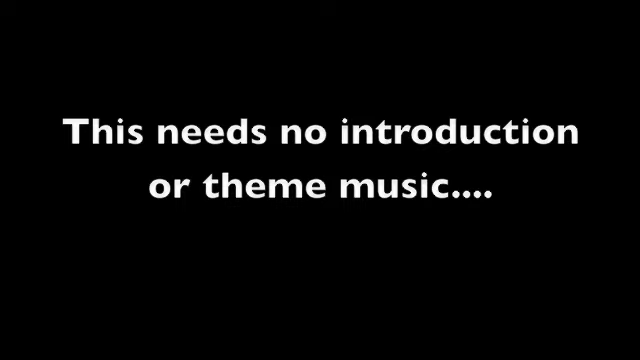 This needs no introduction
or theme music....